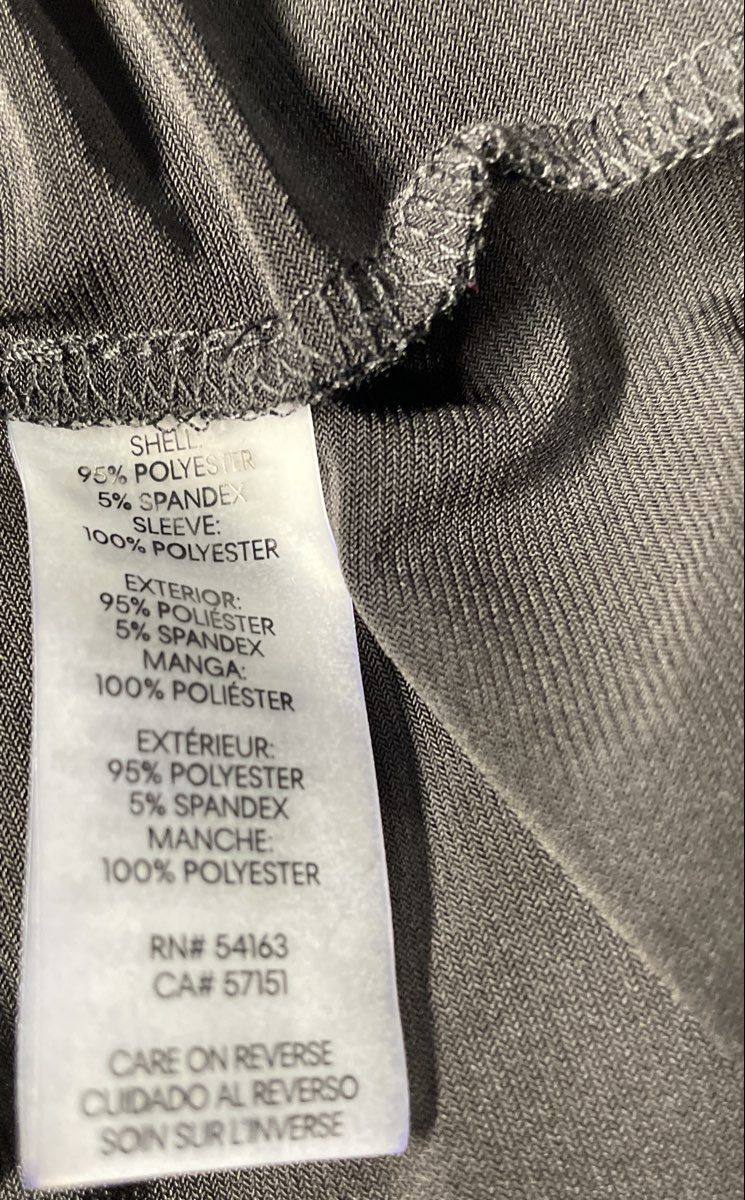 SHELL:
95% POLYESTER
5% SPANDEX
SLEEVE:
100% POLYESTER
EXTERIOR:
95% POLIÉSTER
5% SPANDEX
MANGA:
100% POLIÉSTER
EXTÉRIEUR:
95% POLYESTER
5% SPANDEX
MANCHE:
100% POLYESTER
RN# 54163
CA# 57151
CARE ON REVERSE
CUIDADO AL REVERSO
SOIN SUR L'INVERSE